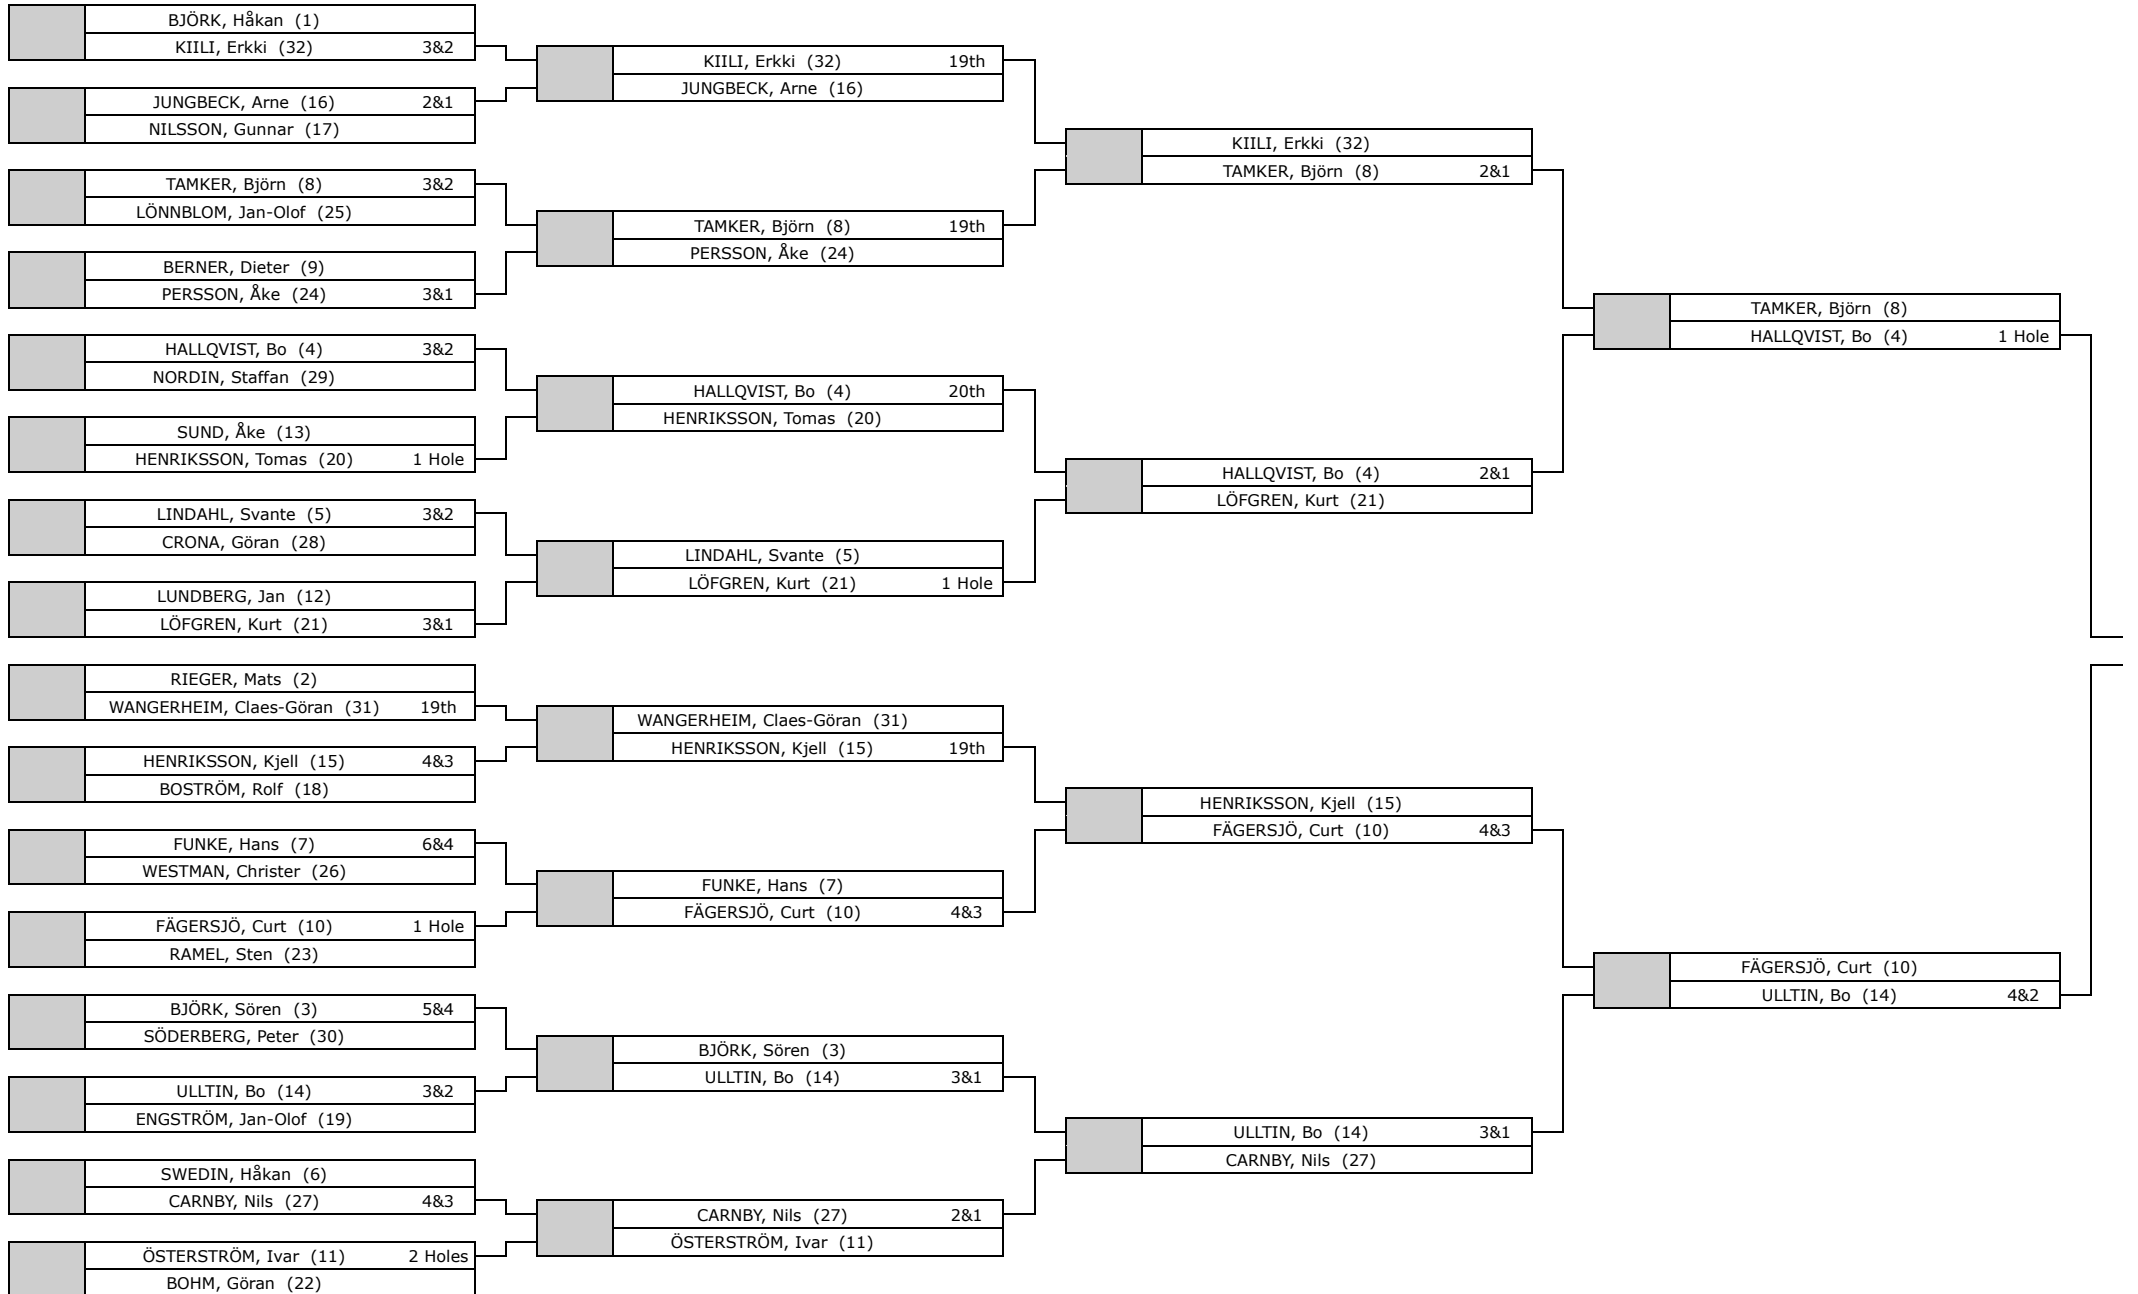 BJÖRK, Håkan (1)
KIILI, Erkki (32) 3&2
JUNGBECK, Arne (16) 2&1
NILSSON, Gunnar (17)
TAMKER, Björn (8) 3&2
LÖNNBLOM, Jan-Olof (25)
BERNER, Dieter (9)
PERSSON, Åke (24) 3&1
HALLQVIST, Bo (4) 3&2
NORDIN, Staffan (29)
SUND, Åke (13)
HENRIKSSON, Tomas (20) 1 Hole
LINDAHL, Svante (5) 3&2
CRONA, Göran (28)
LUNDBERG, Jan (12)
LÖFGREN, Kurt (21) 3&1
RIEGER, Mats (2)
WANGERHEIM, Claes-Göran (31) 19th
HENRIKSSON, Kjell (15) 4&3
BOSTRÖM, Rolf (18)
FUNKE, Hans (7) 6&4
WESTMAN, Christer (26)
FÄGERSJÖ, Curt (10) 1 Hole
RAMEL, Sten (23)
BJÖRK, Sören (3) 5&4
SÖDERBERG, Peter (30)
ULLTIN, Bo (14) 3&2
ENGSTRÖM, Jan-Olof (19)
SWEDIN, Håkan (6)
CARNBY, Nils (27) 4&3
ÖSTERSTRÖM, Ivar (11) 2 Holes
BOHM, Göran (22)
KIILI, Erkki (32) 19th
JUNGBECK, Arne (16)
TAMKER, Björn (8) 19th
PERSSON, Åke (24)
HALLQVIST, Bo (4) 20th
HENRIKSSON, Tomas (20)
LINDAHL, Svante (5)
LÖFGREN, Kurt (21) 1 Hole
WANGERHEIM, Claes-Göran (31)
HENRIKSSON, Kjell (15) 19th
FUNKE, Hans (7)
FÄGERSJÖ, Curt (10) 4&3
BJÖRK, Sören (3)
ULLTIN, Bo (14) 3&1
CARNBY, Nils (27) 2&1
ÖSTERSTRÖM, Ivar (11)
KIILI, Erkki (32)
TAMKER, Björn (8) 2&1
HALLQVIST, Bo (4) 2&1
LÖFGREN, Kurt (21)
HENRIKSSON, Kjell (15)
FÄGERSJÖ, Curt (10) 4&3
ULLTIN, Bo (14) 3&1
CARNBY, Nils (27)
TAMKER, Björn (8)
HALLQVIST, Bo (4) 1 Hole
FÄGERSJÖ, Curt (10)
ULLTIN, Bo (14) 4&2